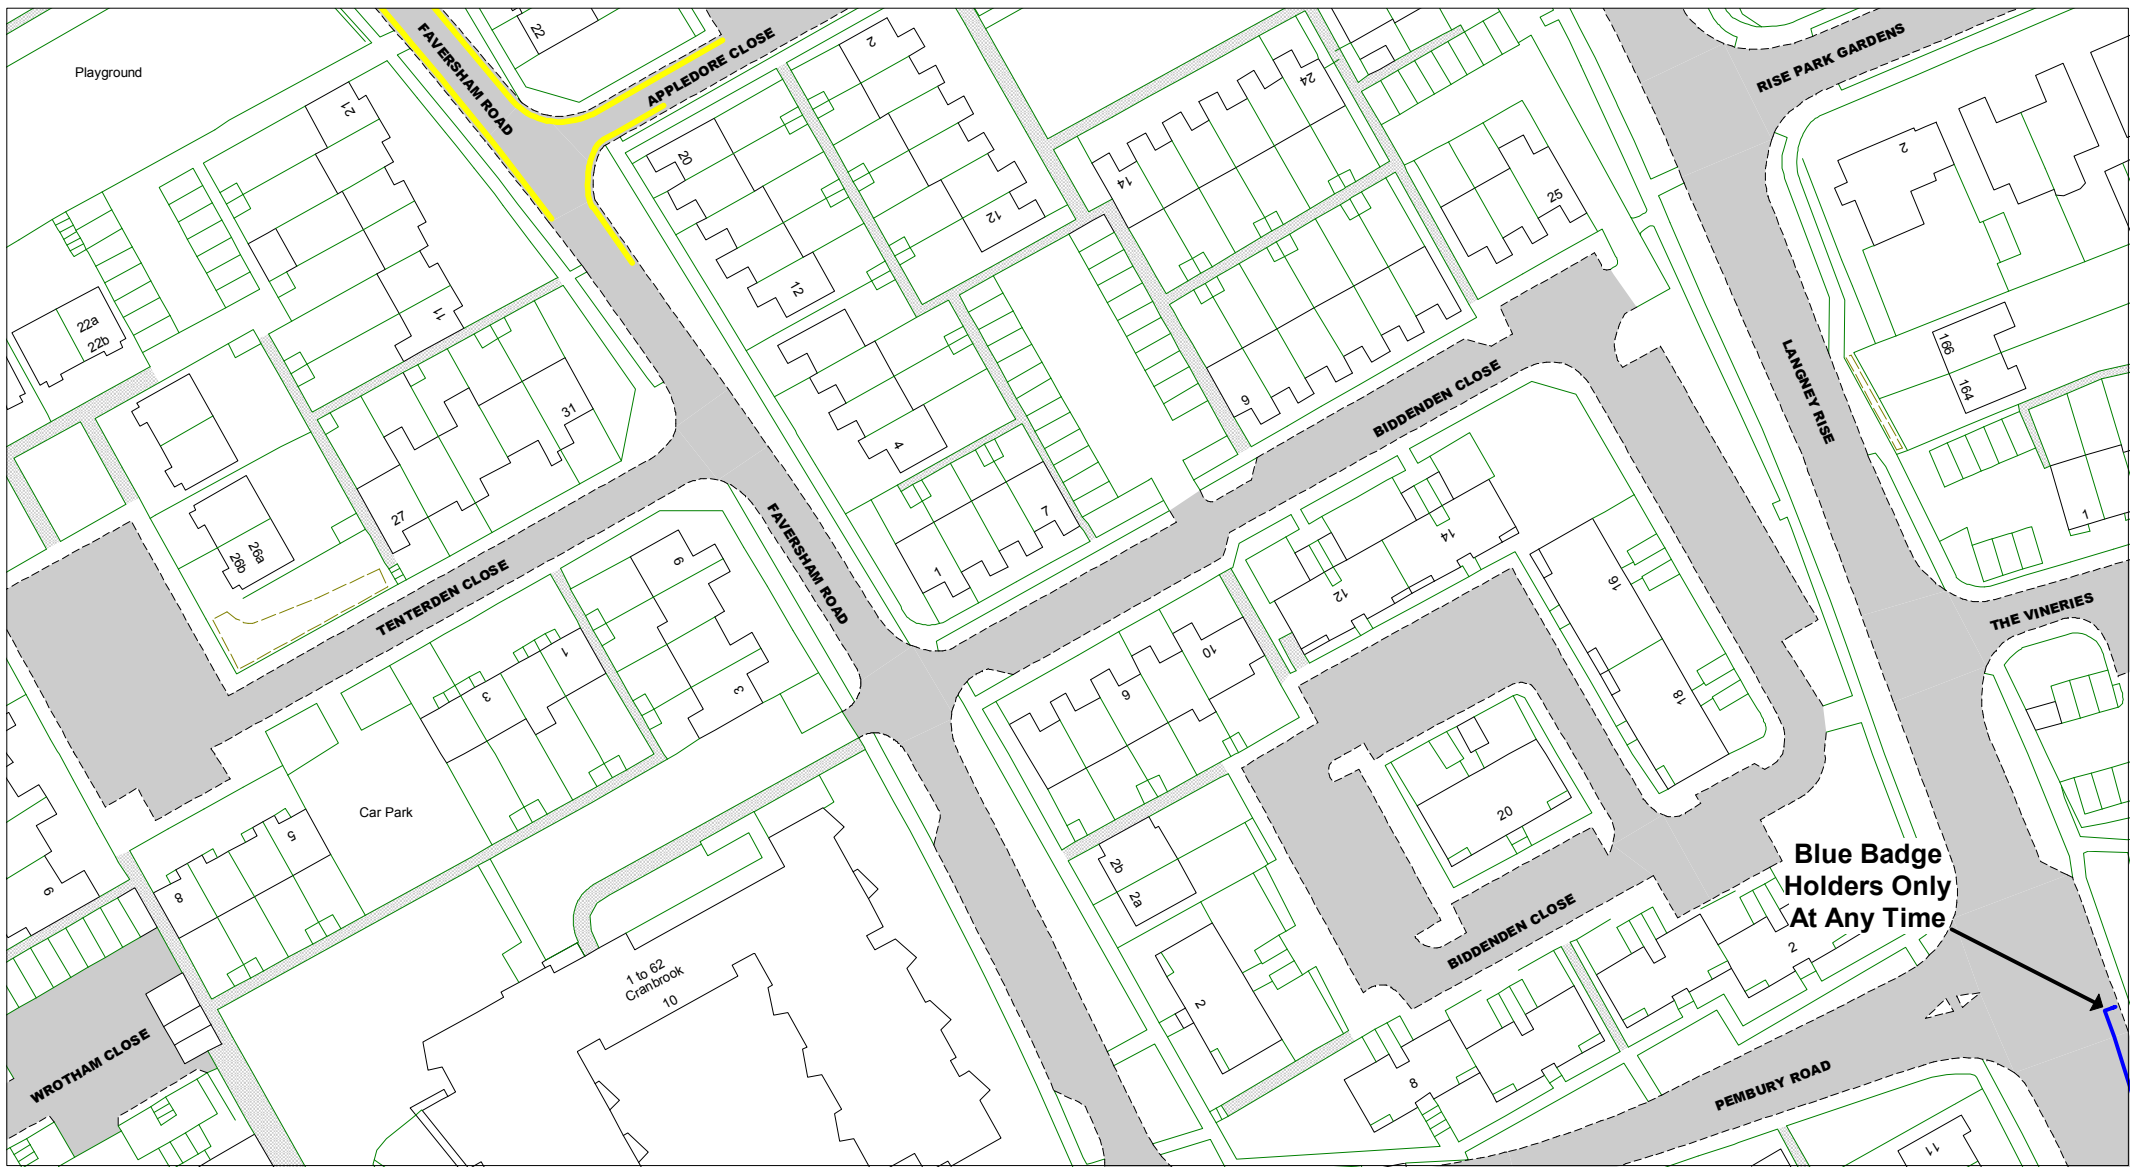 22
FAVERSHAM ROAD
APPLEDORE CLOSE
2
24
RISE PARK GARDENS
Playground
21
20
14
2
25
12
12
22a
22b
11
166
164
LANGNEY RISE
BIDDENDEN CLOSE
9
4
31
27
7
1
1
FAVERSHAM ROAD
14
12
16
26a
26b
TENTERDEN CLOSE
6
THE VINERIES
10
1
3
3
6
18
20
Car Park
5
8
6
2b
2a
Blue Badge
Holders Only
At Any Time
BIDDENDEN CLOSE
2
1 to 62
Cranbrook
10
2
WROTHAM CLOSE
8
PEMBURY ROAD
11